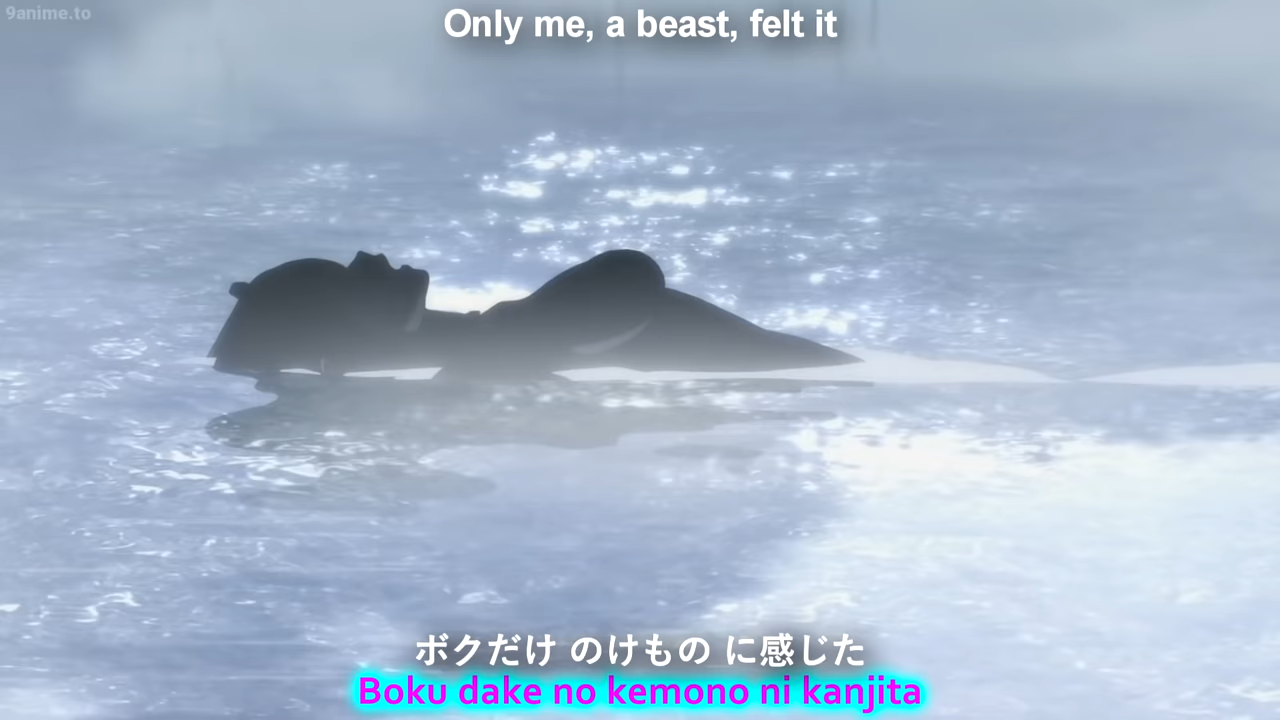 9anime.to
Only me, a beast, felt it
ボクだけ のけもの に感じた
Boku dake no kemono ni kanjita